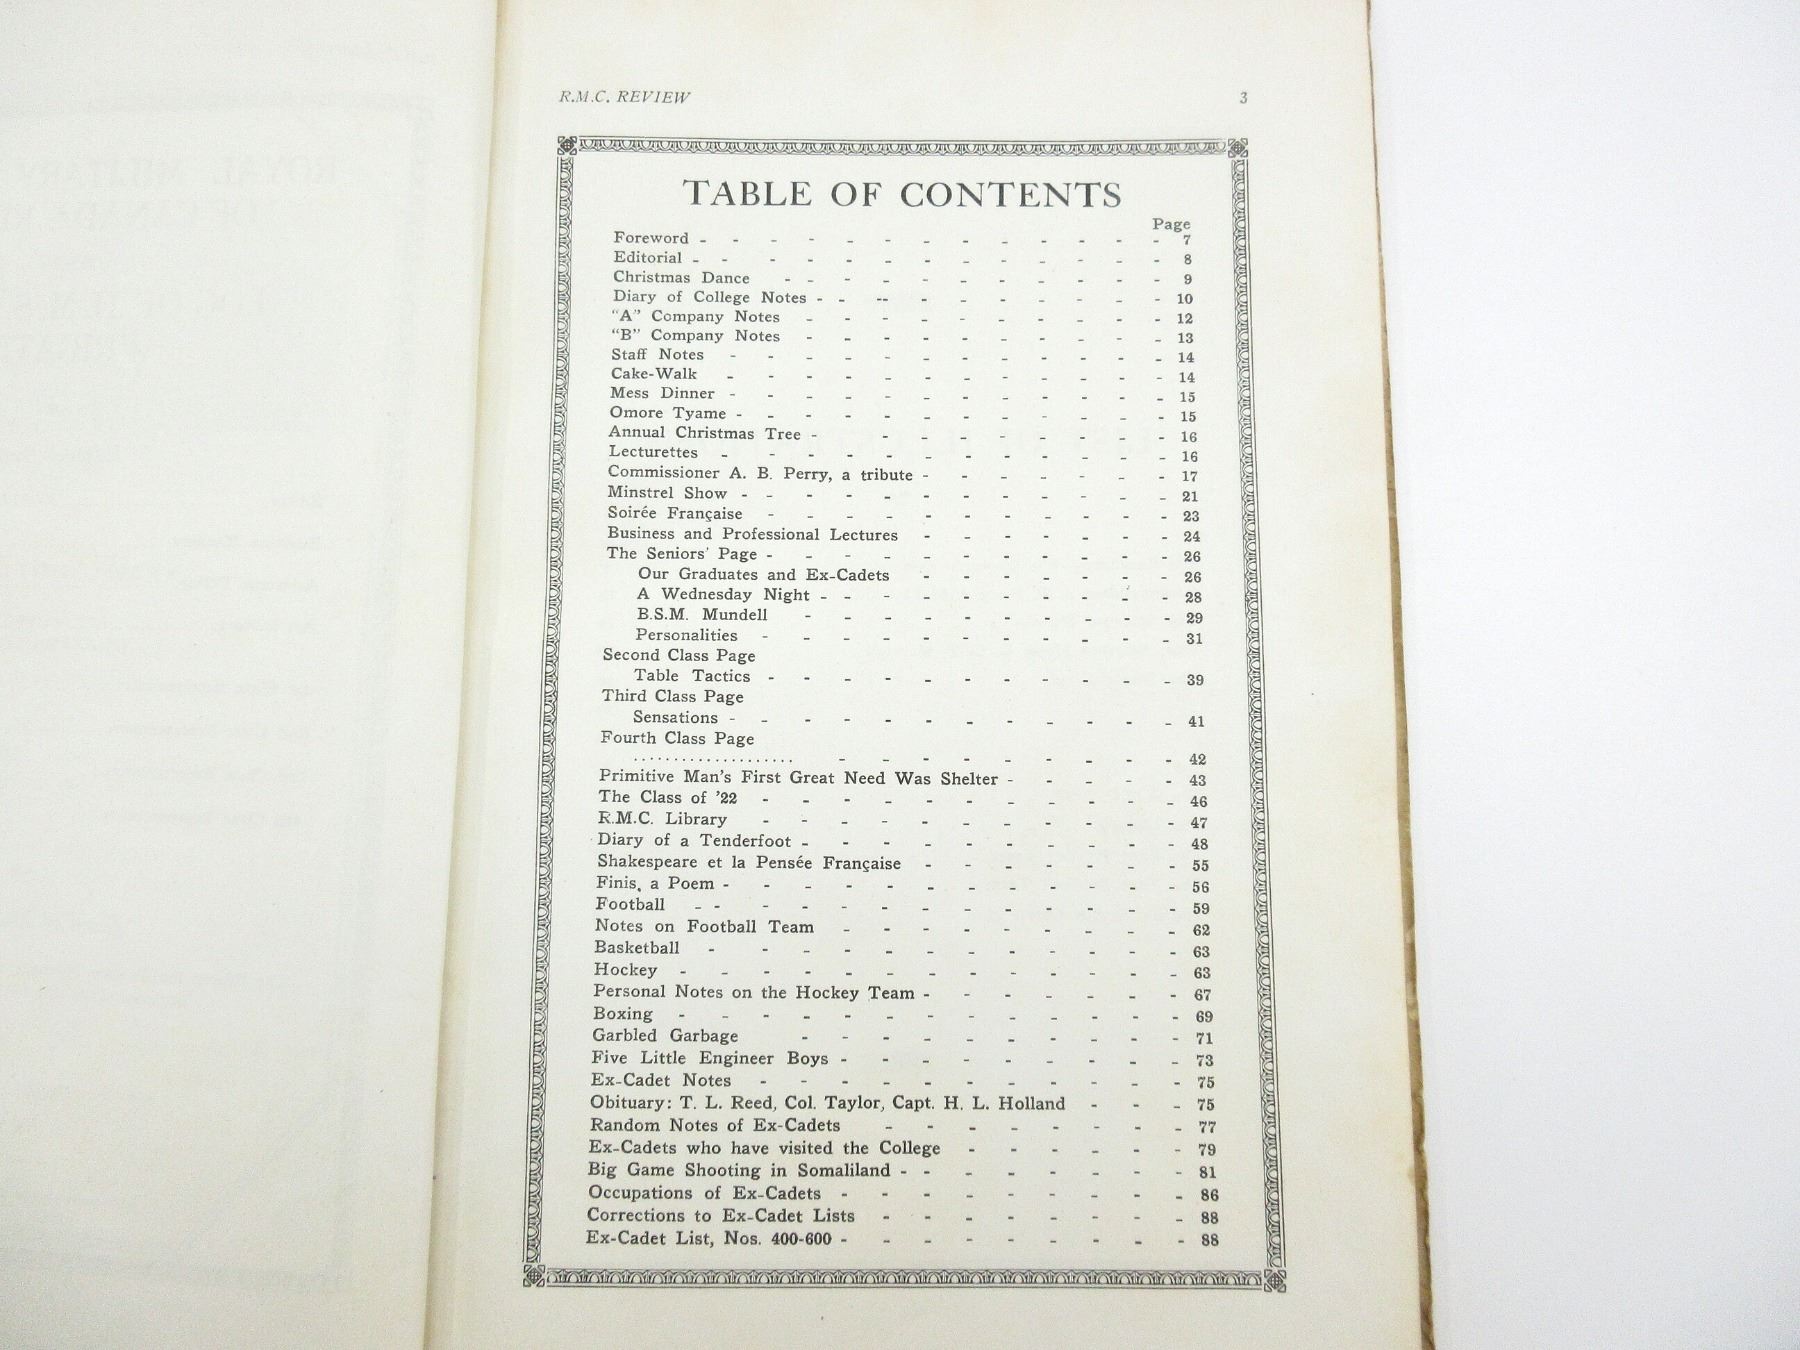 R.M.C. REVIEW 3
TABLE OF CONTENTS
Page
Foreword - - - - - - - - - - - - - 7
Editorial - - - - - - - - - - - - - 8
Christmas Dance - - - - - - - - - - - 9
Diary of College Notes - - -- - - - - - - - - 10
"A" Company Notes - - - - - - - - - - 12
"B" Company Notes - - - - - - - - - - 13
Staff Notes - - - - - - - - - - - - 14
Cake-Walk - - - - - - - - - - - - 14
Mess Dinner - - - - - - - - - - - - 15
Omore Tyame - - - - - - - - - - - - 15
Annual Christmas Tree - - - - - - - - - 16
Lecturettes - - - - - - - - - - - - 16
Commissioner A. B. Perry, a tribute - - - - - - - 17
Minstrel Show - - - - - - - - - - - - 21
Soirée Française - - - - - - - - - - - 23
Business and Professional Lectures - - - - - - - 24
The Seniors' Page - - - - - - - - - - - 26
Our Graduates and Ex-Cadets - - - - - - - 26
A Wednesday Night - - - - - - - - - - 28
B.S.M. Mundell - - - - - - - - - - 29
Personalities - - - - - - - - - - - 31
Second Class Page
Table Tactics - - - - - - - - - - - 39
Third Class Page
Sensations - - - - - - - - - - - - 41
Fourth Class Page
.................... - - - - - - - - - 42
Primitive Man's First Great Need Was Shelter - - - - - 43
The Class of '22 - - - - - - - - - - - 46
R.M.C. Library - - - - - - - - - - - 47
Diary of a Tenderfoot - - - - - - - - - - 48
Shakespeare et la Pensée Française - - - - - - - 55
Finis, a Poem - - - - - - - - - - - - 56
Football - - - - - - - - - - - - - 59
Notes on Football Team - - - - - - - - - 62
Basketball - - - - - - - - - - - - 63
Hockey - - - - - - - - - - - - - 63
Personal Notes on the Hockey Team - - - - - - - 67
Boxing - - - - - - - - - - - - - 69
Garbled Garbage - - - - - - - - - - 71
Five Little Engineer Boys - - - - - - - - - 73
Ex-Cadet Notes - - - - - - - - - - - 75
Obituary: T. L. Reed, Col. Taylor, Capt. H. L. Holland - - - 75
Random Notes of Ex-Cadets - - - - - - - - 77
Ex-Cadets who have visited the College - - - - - - 79
Big Game Shooting in Somaliland - - - - - - - - 81
Occupations of Ex-Cadets - - - - - - - - - 86
Corrections to Ex-Cadet Lists - - - - - - - - 88
Ex-Cadet List, Nos. 400-600 - - - - - - - - - 88